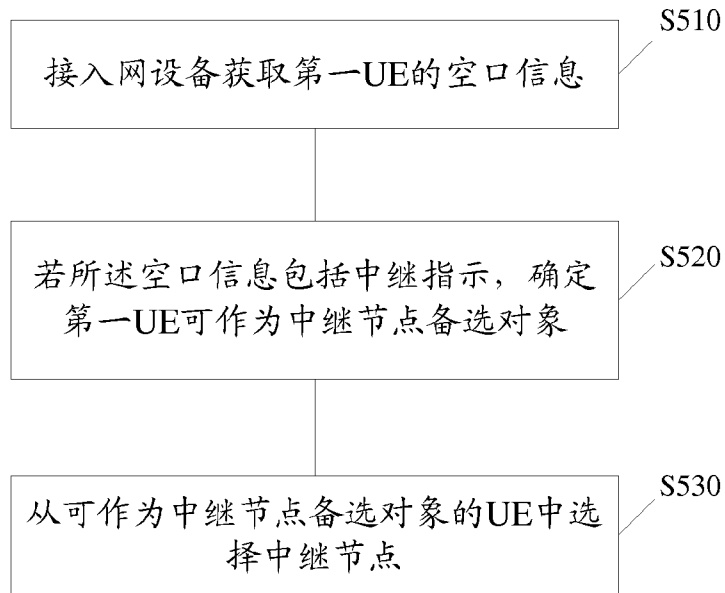 S510
接入网设备获取第一UE的空口信息
S520
若所述空口信息包括中继指示，确定
第一UE可作为中继节点备选对象
S530
从可作为中继节点备选对象的UE中选
择中继节点